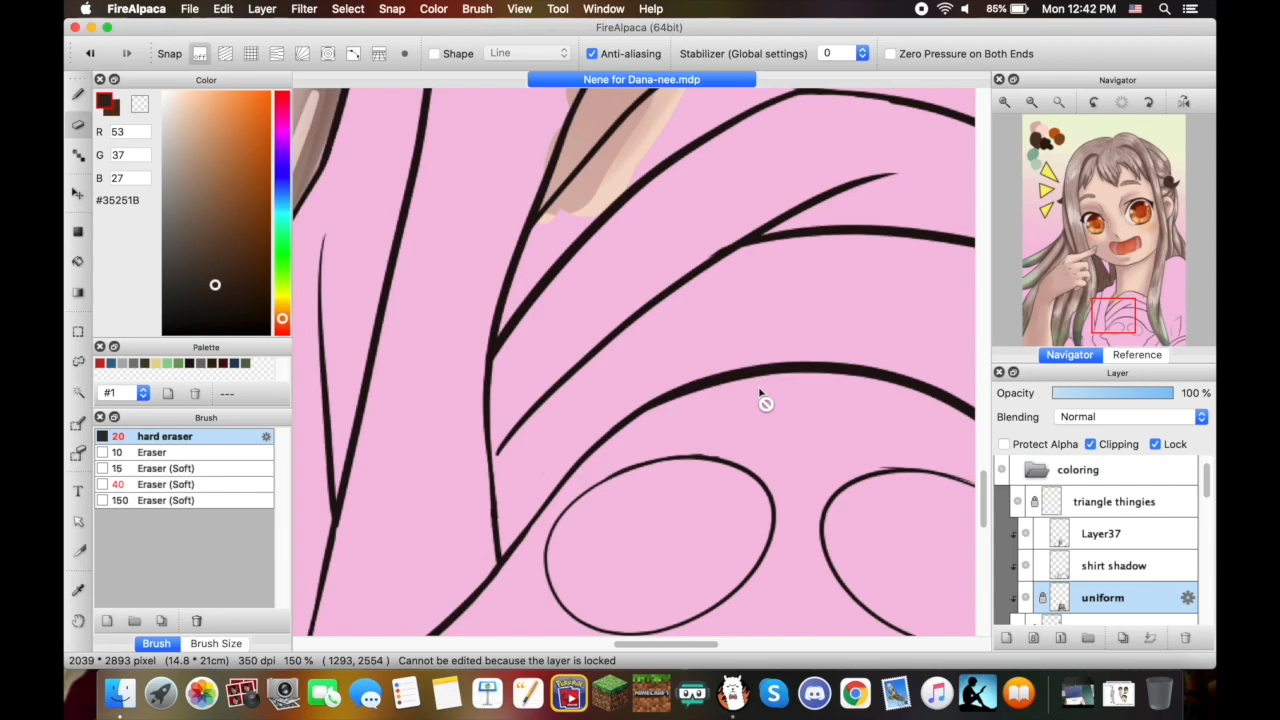 FireAlpaca File Edit Layer Filter Select Snap Color Brush View Tool Window Help 85% Mon 12:42 PM
FireAlpaca (64bit)
Snap Shape Line Anti-aliasing Stabilizer (Global settings) 0 Zero Pressure on Both Ends
Color
Nene for Dana-nee.mdp
Navigator
R 53
G 37
B 27
#35251B
Palette
#1 ---
Brush
20 hard eraser
10 Eraser
15 Eraser (Soft)
40 Eraser (Soft)
150 Eraser (Soft)
Brush Brush Size
Navigator Reference
Layer
Opacity 100 %
Blending Normal
Protect Alpha Clipping Lock
coloring
triangle thingies
Layer37
shirt shadow
uniform
2039 * 2893 pixel (14.8 * 21cm) 350 dpi 150 % ( 1293, 2554 ) Cannot be edited because the layer is locked